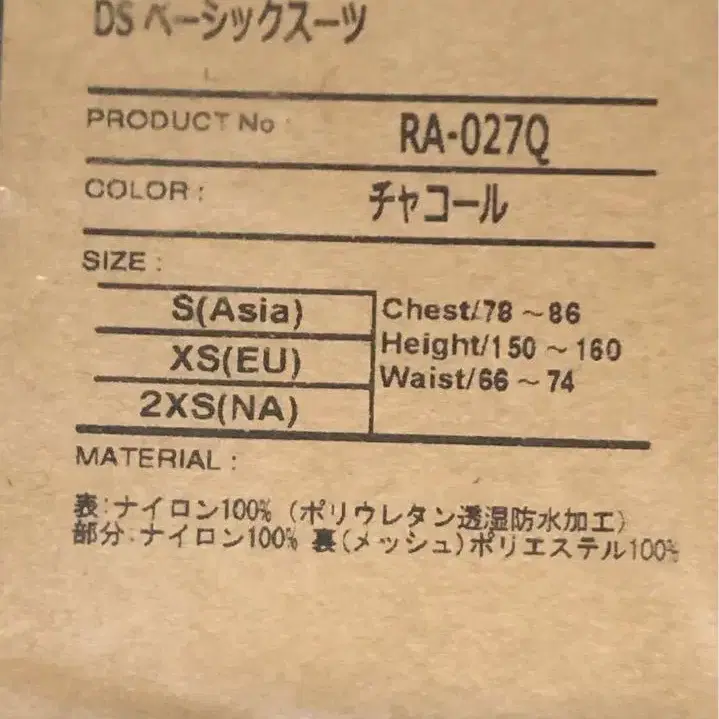 DS ベーシックスーツ
PRODUCT No
RA-027Q
COLOR :
チャコール
SIZE :
S(Asia)
XS(EU)
2XS(NA)
Chest/78～86
Height/150～160
Waist/66～74
MATERIAL :
表:ナイロン100% (ポリウレタン透湿防水加工)
部分:ナイロン100% 裏(メッシュ)ポリエステル100%